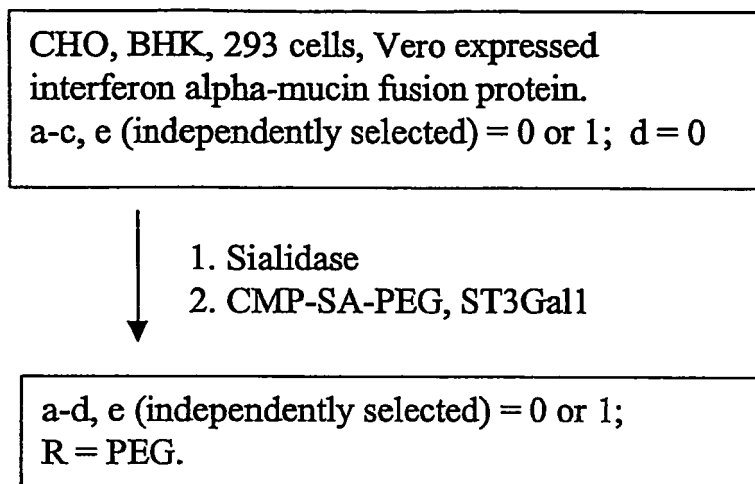 CHO, BHK, 293 cells, Vero expressed
interferon alpha-mucin fusion protein.
a-c, e (independently selected) = 0 or 1; d = 0
1. Sialidase
2. CMP-SA-PEG, ST3Gal1
a-d, e (independently selected) = 0 or 1;
R = PEG.